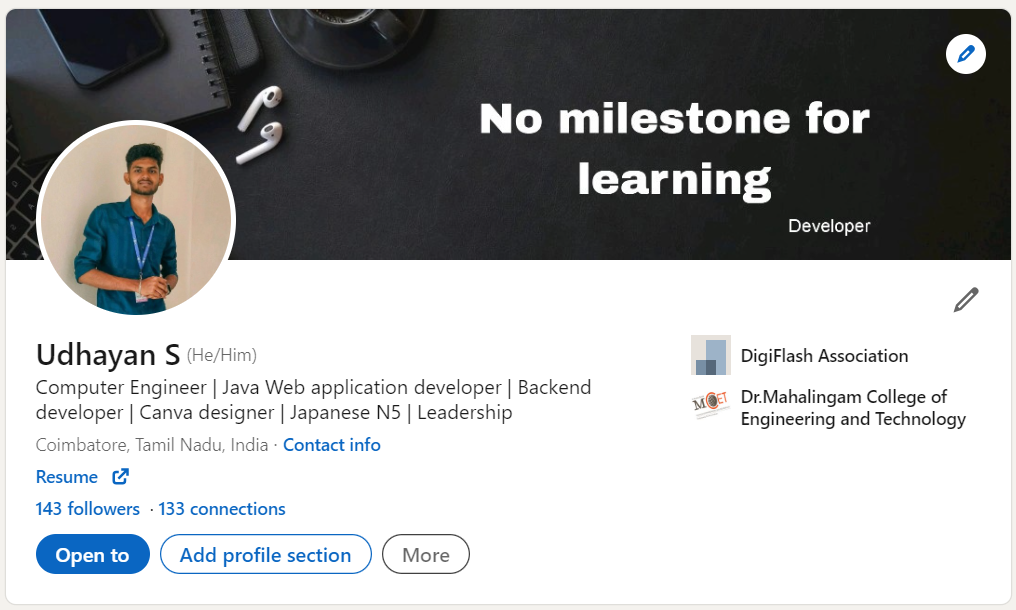 No milestone for
learning
Developer
Udhayan S (He/Him)
Computer Engineer | Java Web application developer | Backend
developer | Canva designer | Japanese N5 | Leadership
Coimbatore, Tamil Nadu, India · Contact info
Resume
143 followers · 133 connections
Open to
Add profile section
More
DigiFlash Association
MCET
Dr.Mahalingam College of
Engineering and Technology